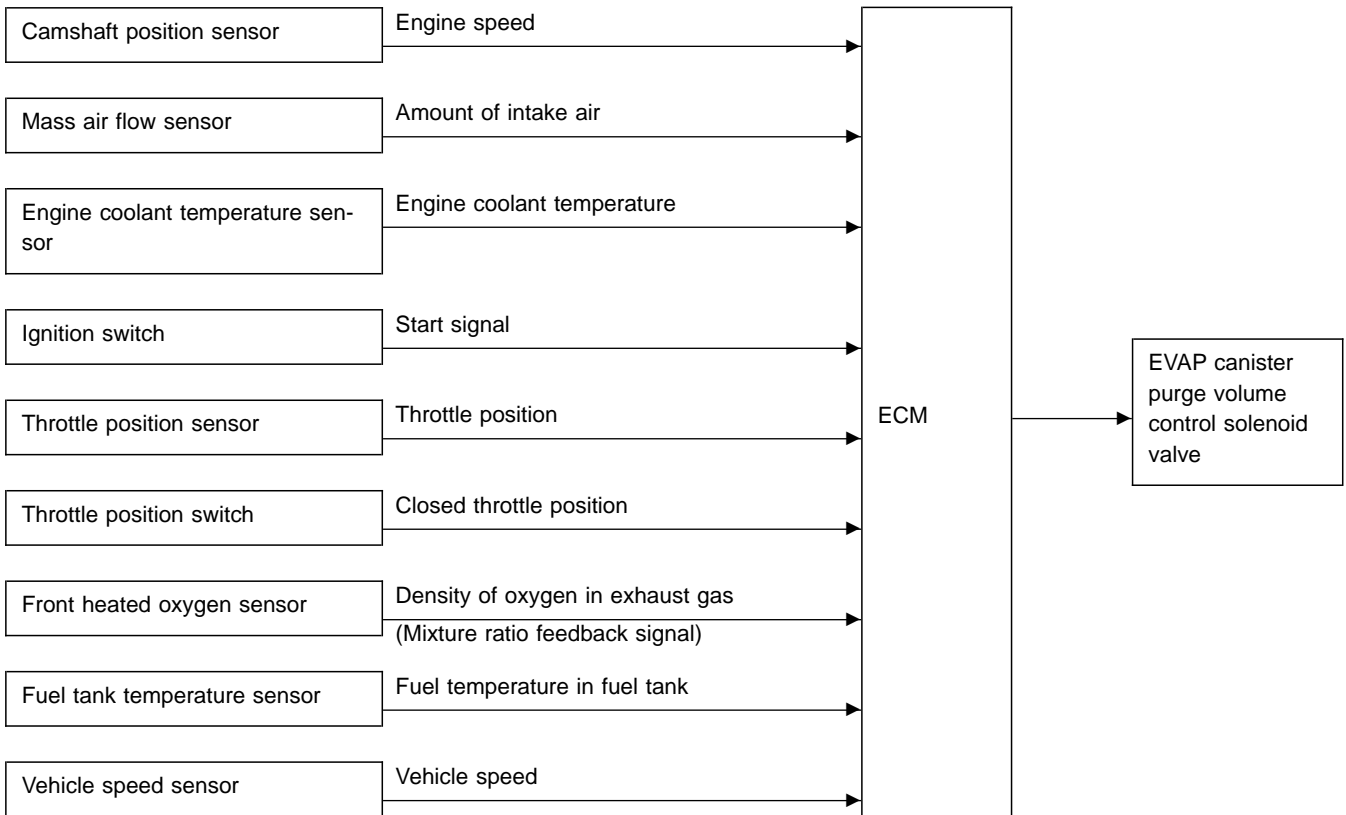 Camshaft position sensor
Engine speed
Mass air flow sensor
Amount of intake air
Engine coolant temperature sen-
sor
Engine coolant temperature
Ignition switch
Start signal
Throttle position sensor
Throttle position
Throttle position switch
Closed throttle position
Front heated oxygen sensor
Density of oxygen in exhaust gas
(Mixture ratio feedback signal)
Fuel tank temperature sensor
Fuel temperature in fuel tank
Vehicle speed sensor
Vehicle speed
ECM
EVAP canister
purge volume
control solenoid
valve